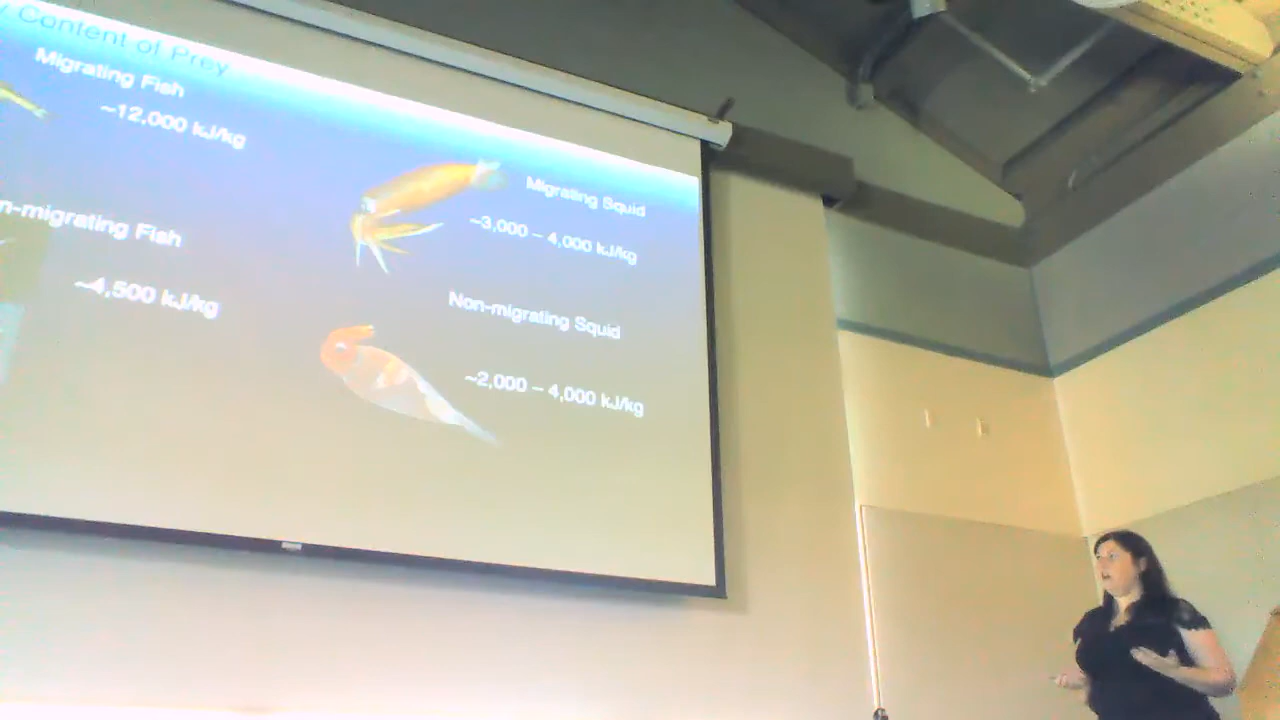 Content of Prey
Migrating Fish
~12,000 kJ/kg
n-migrating Fish
~4,500 kJ/kg
Migrating Squid
~3,000 – 4,000 kJ/kg
Non-migrating Squid
~2,000 – 4,000 kJ/kg